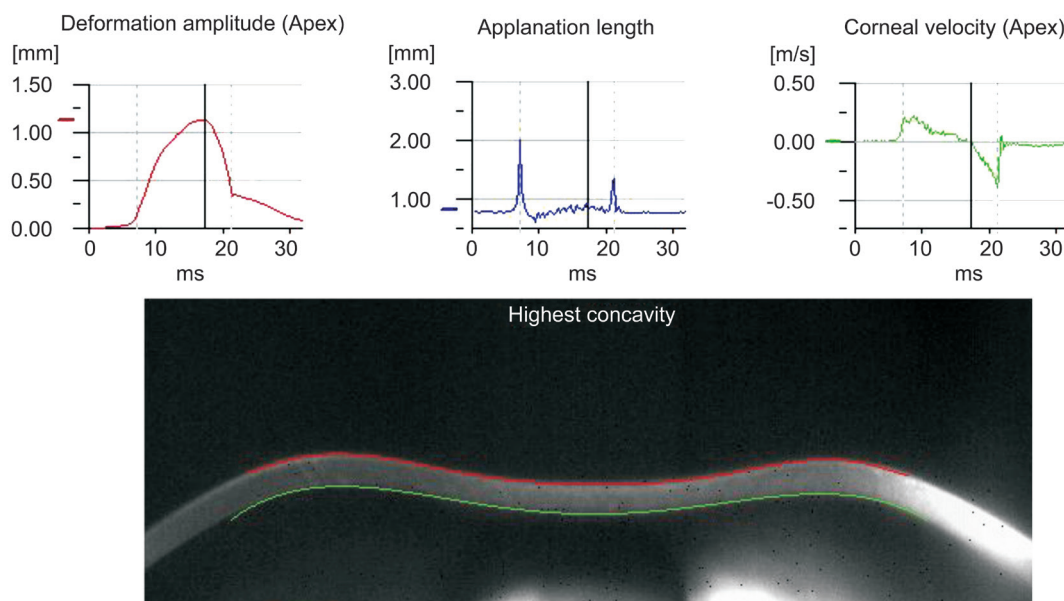 Deformation amplitude (Apex)
[mm]
1.50
1.00
0.50
0.00
0 10 20 30
ms
Applanation length
[mm]
3.00
2.00
1.00
0 10 20 30
ms
Corneal velocity (Apex)
[m/s]
0.50
0.00
-0.50
0 10 20 30
ms
Highest concavity